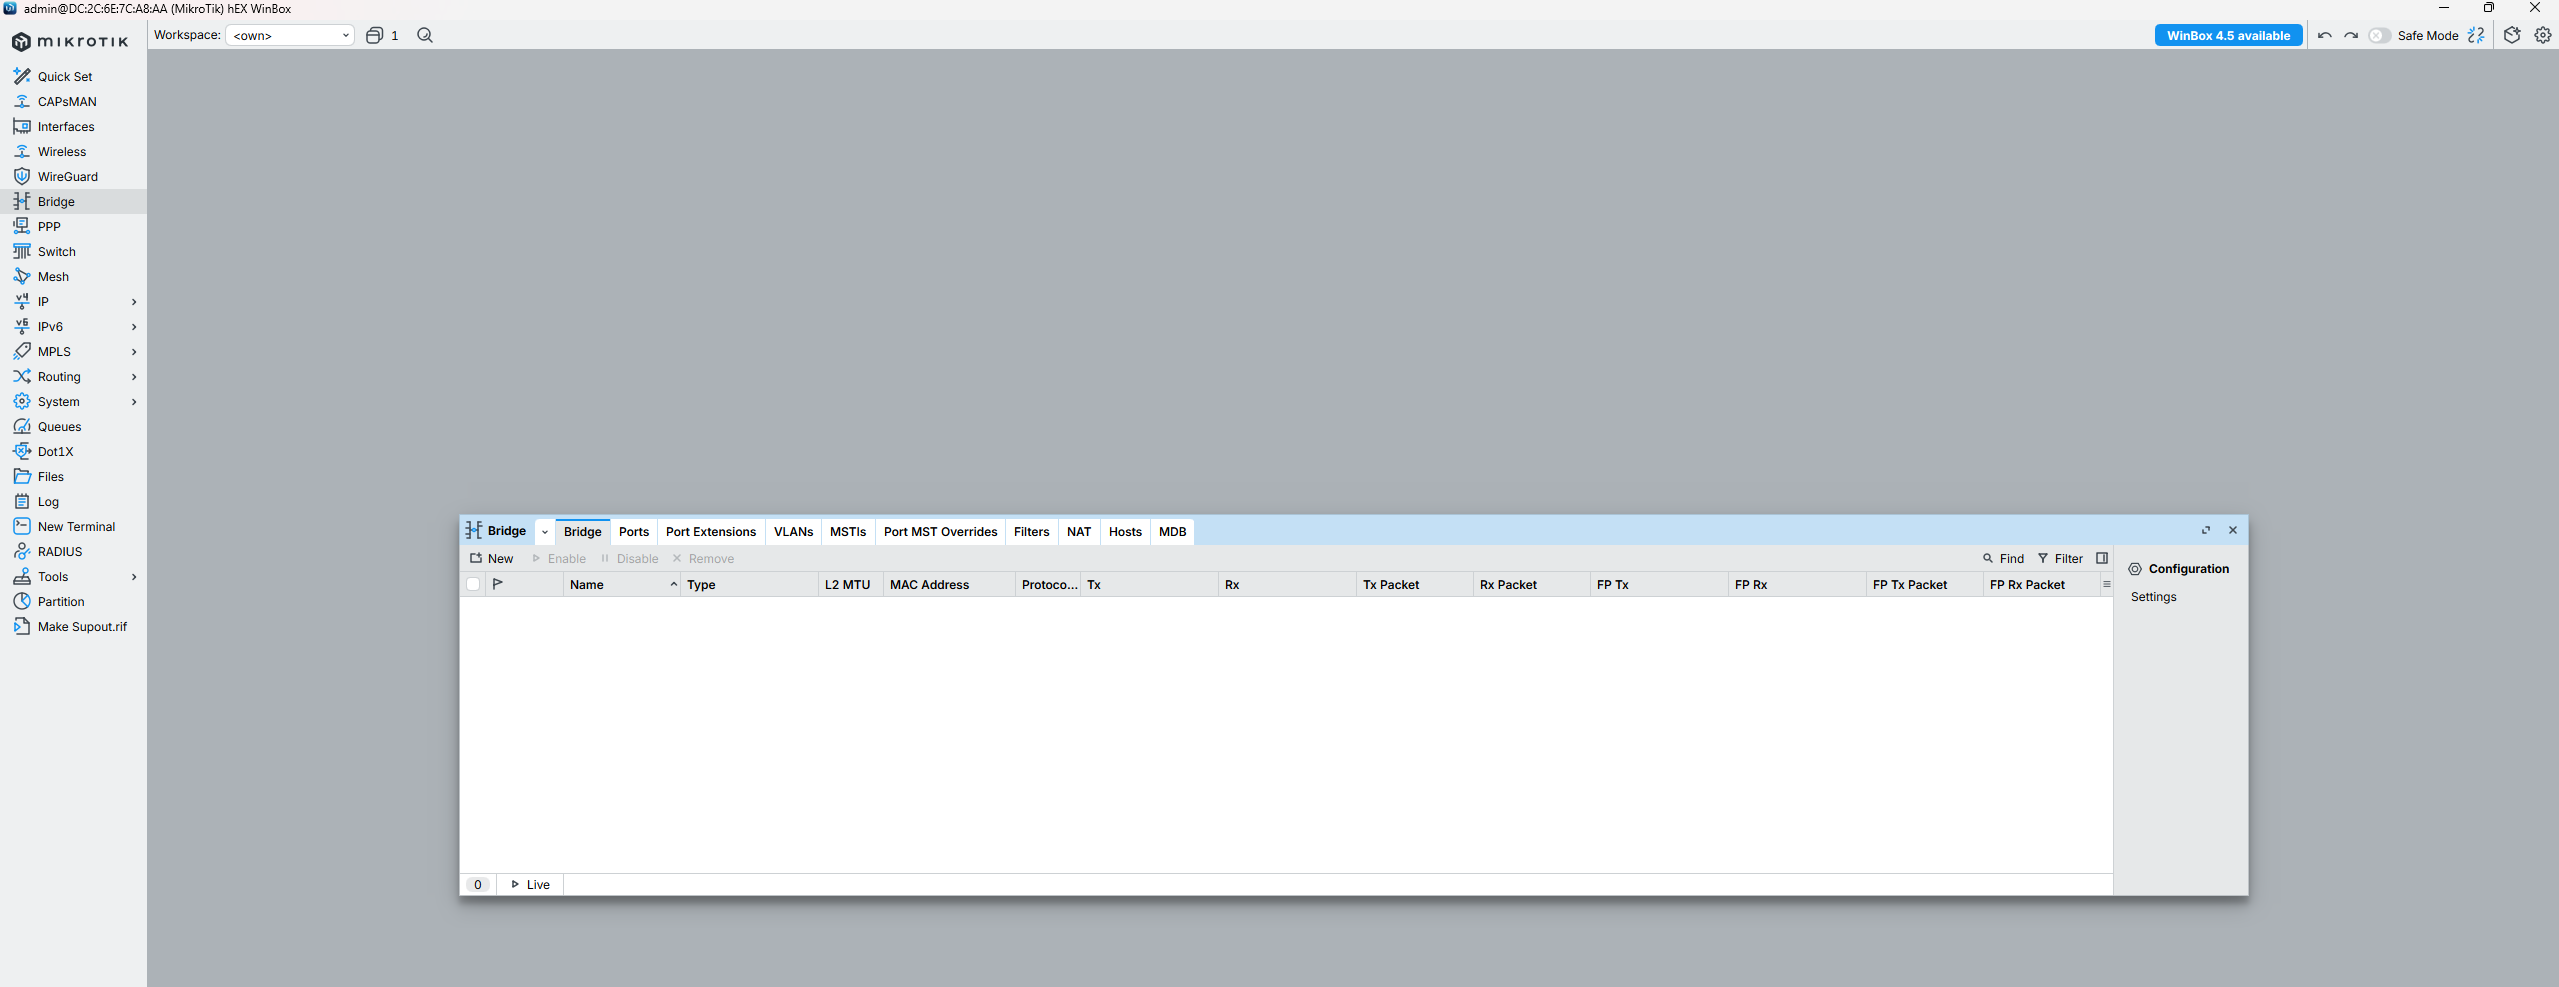 admin@DC:2C:6E:7C:A8:AA (MikroTik) hEX WinBox
mikrotik
Workspace: <own> 1
WinBox 4.5 available Safe Mode
Quick Set
CAPsMAN
Interfaces
Wireless
WireGuard
Bridge
PPP
Switch
Mesh
v4 IP
v6 IPv6
MPLS
Routing
System
Queues
Dot1X
Files
Log
New Terminal
RADIUS
Tools
Partition
Make Supout.rif
Bridge Bridge Ports Port Extensions VLANs MSTIs Port MST Overrides Filters NAT Hosts MDB
New Enable Disable Remove Find Filter
Name Type L2 MTU MAC Address Protoco... Tx Rx Tx Packet Rx Packet FP Tx FP Rx FP Tx Packet FP Rx Packet
Configuration
Settings
0 Live